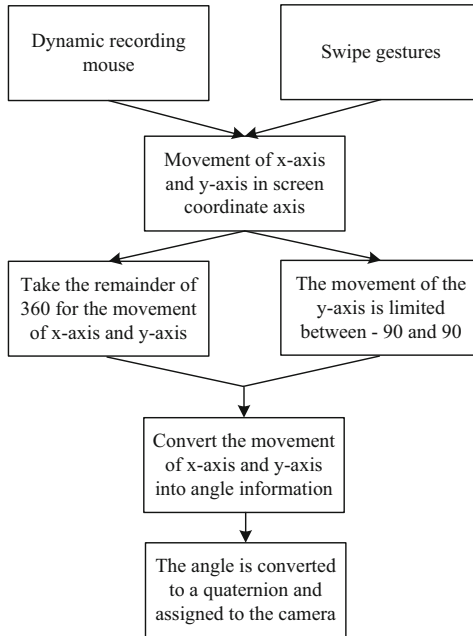 Dynamic recording
mouse
Swipe gestures
Movement of x-axis
and y-axis in screen
coordinate axis
Take the remainder of
360 for the movement
of x-axis and y-axis
The movement of the
y-axis is limited
between - 90 and 90
Convert the movement
of x-axis and y-axis
into angle information
The angle is converted
to a quaternion and
assigned to the camera